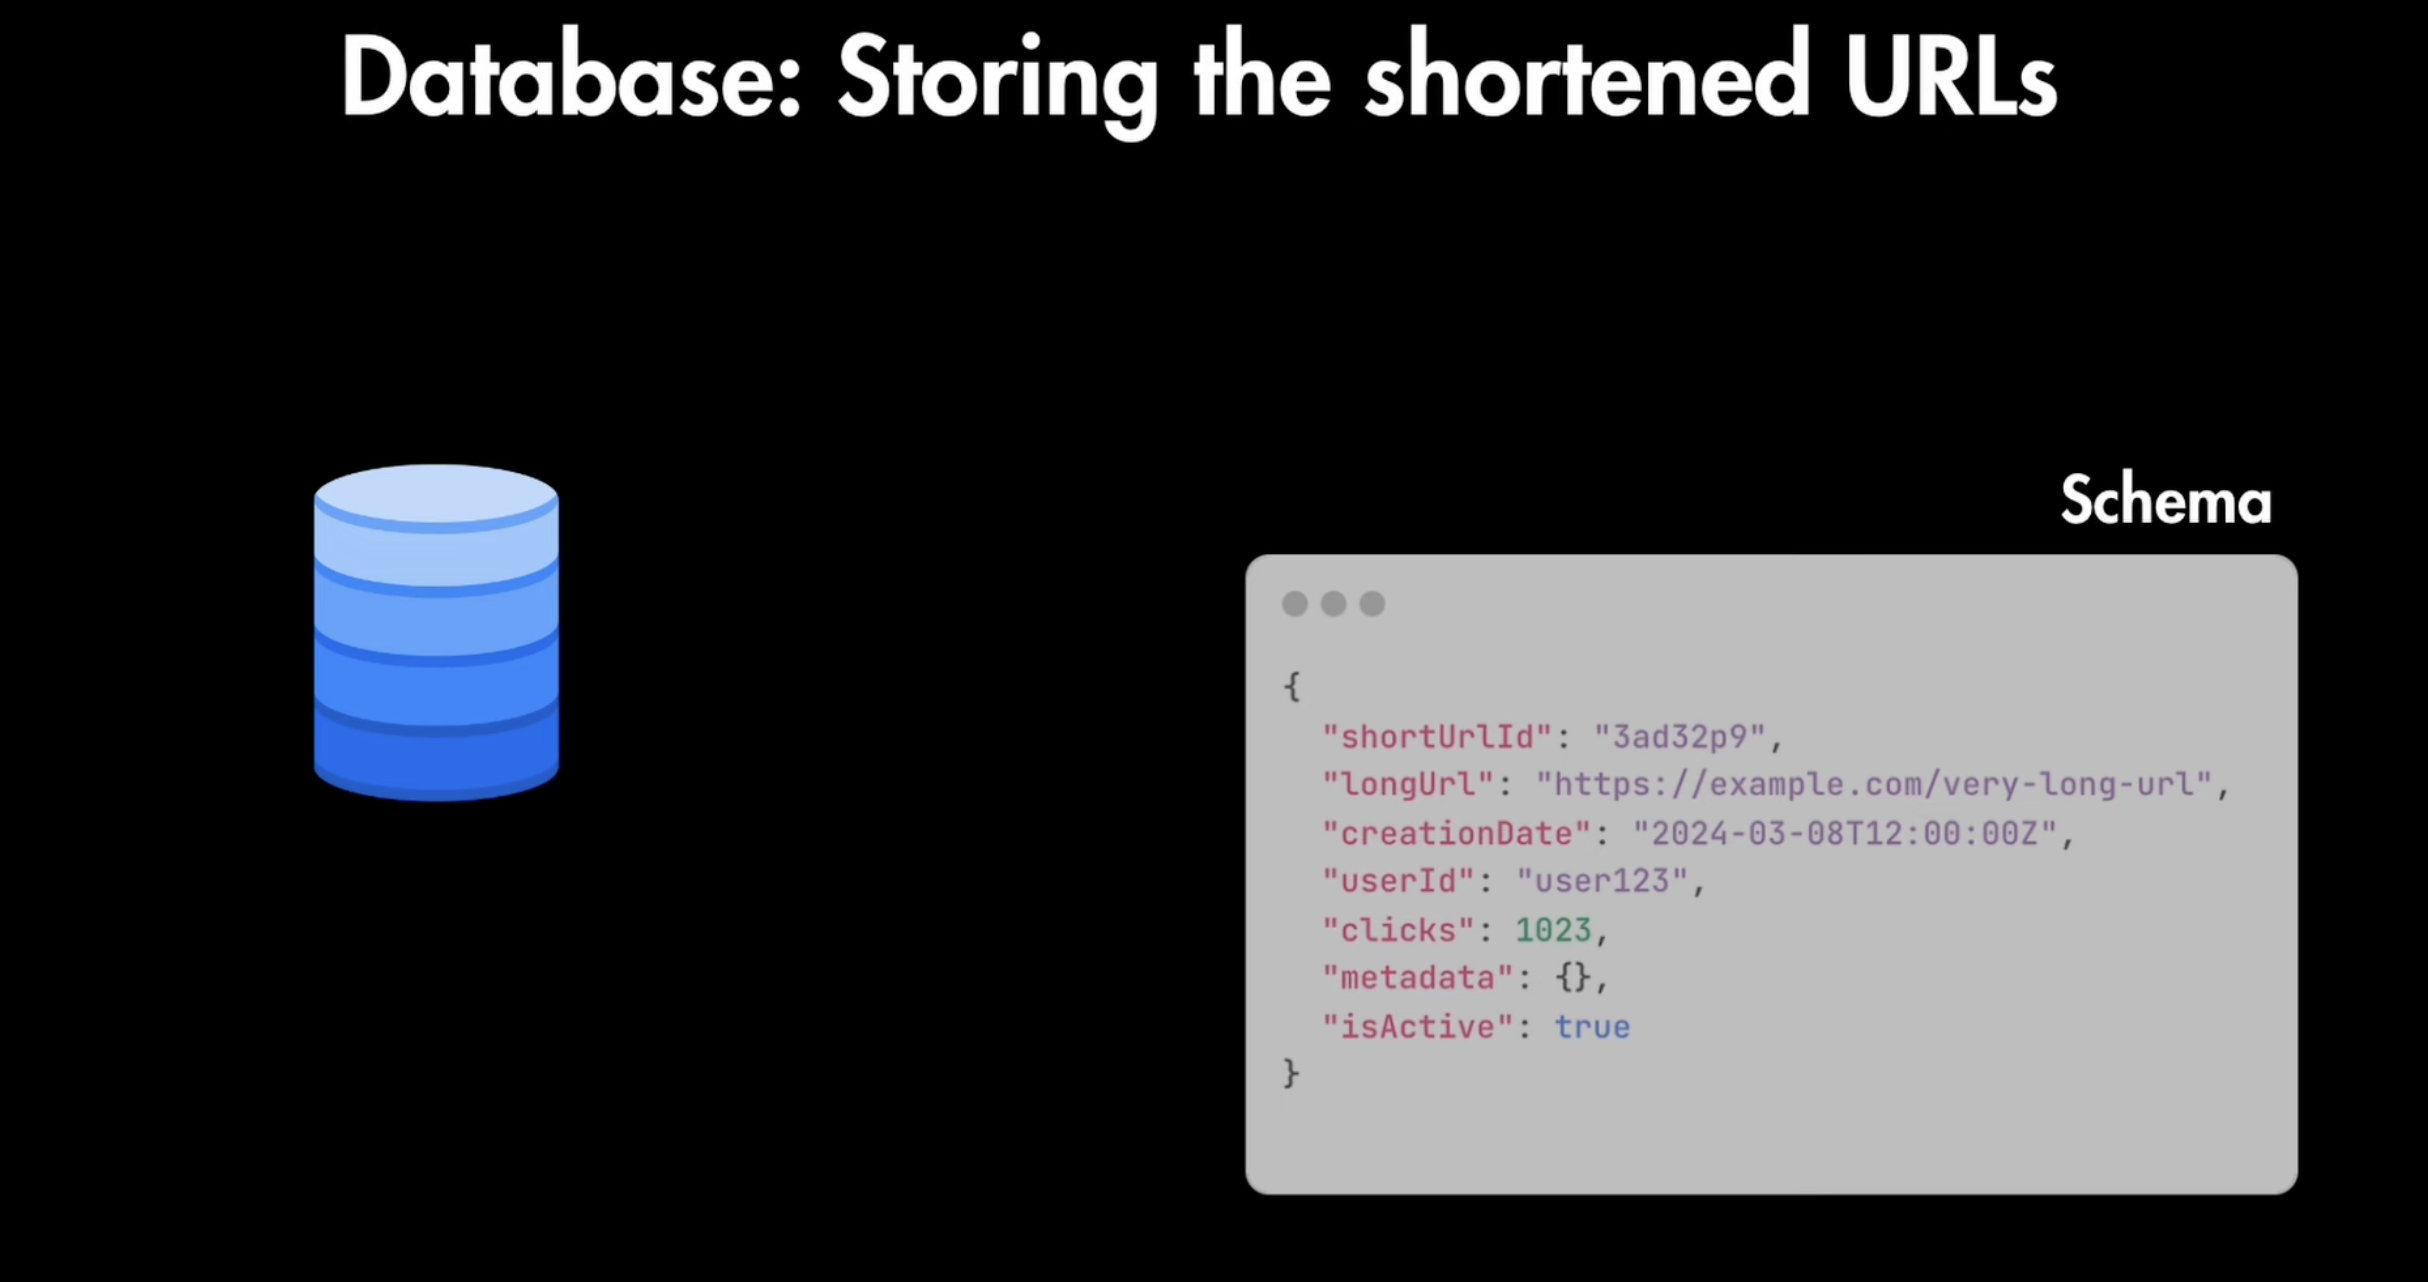 Database: Storing the shortened URLs
Schema
{
"shortUrlId": "3ad32p9",
"longUrl": "https://example.com/very-long-url",
"creationDate": "2024-03-08T12:00:00Z",
"userId": "user123",
"clicks": 1023,
"metadata": {},
"isActive": true
}